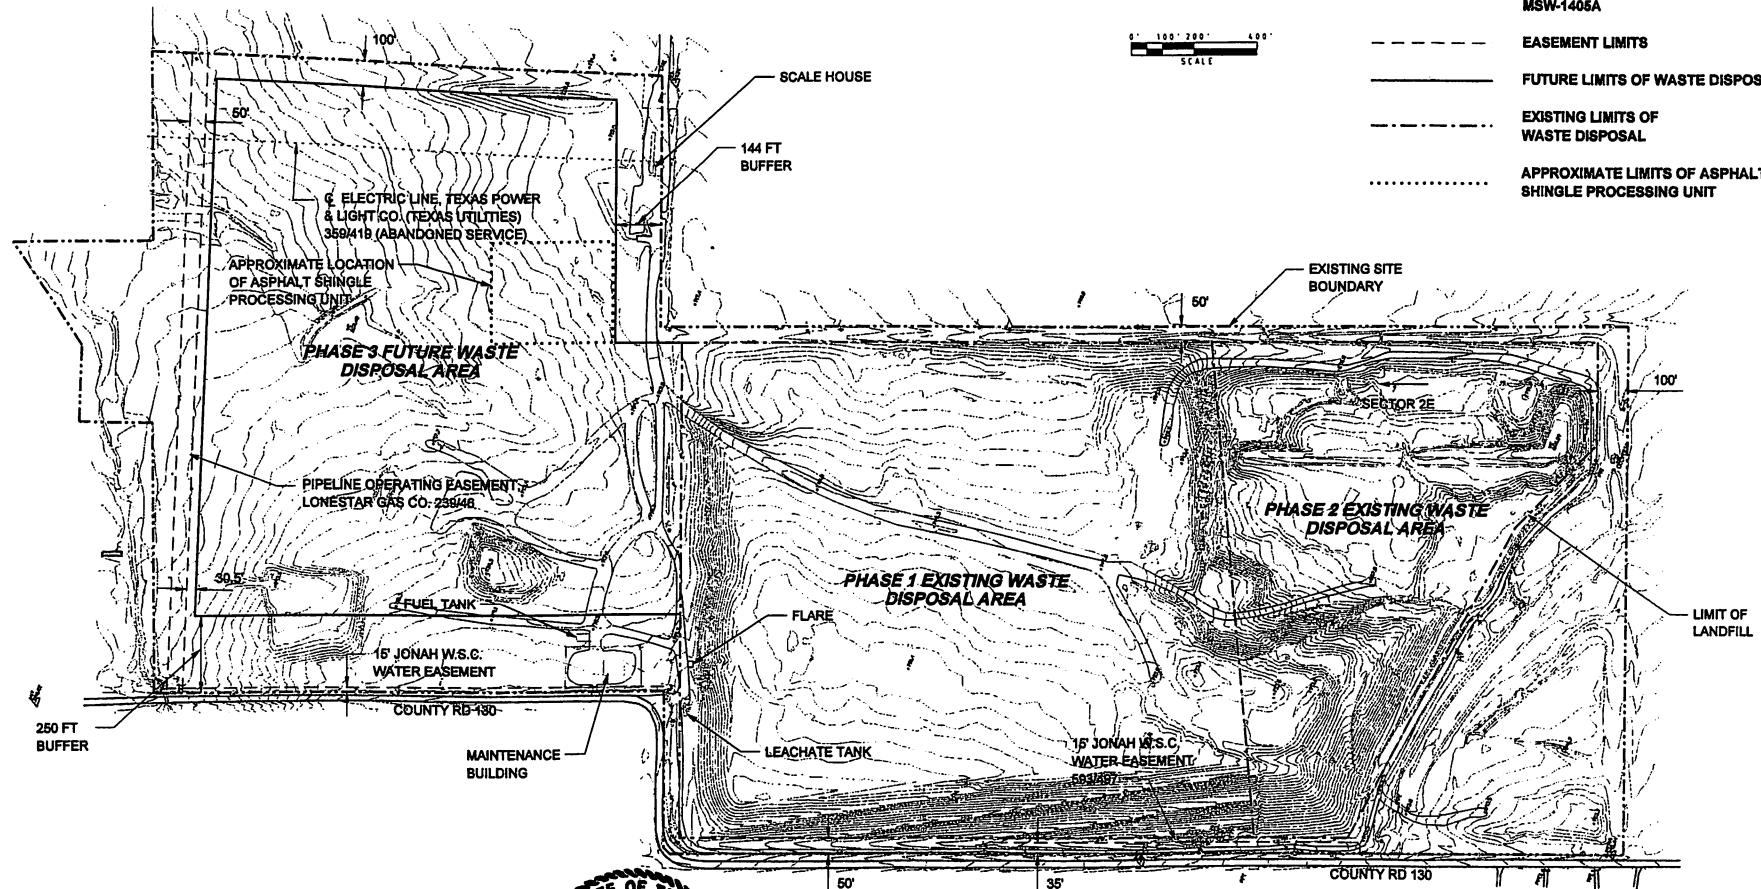 MSW-1405A
0' 100' 200' 400'
SCALE
EASEMENT LIMITS
FUTURE LIMITS OF WASTE DISPOS
EXISTING LIMITS OF
WASTE DISPOSAL
APPROXIMATE LIMITS OF ASPHALT
SHINGLE PROCESSING UNIT
100'
SCALE HOUSE
50'
144 FT
BUFFER
℄ ELECTRIC LINE, TEXAS POWER
& LIGHT CO. (TEXAS UTILITIES)
359/419 (ABANDONED SERVICE)
APPROXIMATE LOCATION
OF ASPHALT SHINGLE
PROCESSING UNIT
EXISTING SITE
BOUNDARY
50'
PHASE 3 FUTURE WASTE
DISPOSAL AREA
100'
SECTOR 2E
PIPELINE OPERATING EASEMENT
LONESTAR GAS CO. 239/46
PHASE 2 EXISTING WASTE
DISPOSAL AREA
30.5'
PHASE 1 EXISTING WASTE
DISPOSAL AREA
FUEL TANK
FLARE
LIMIT OF
LANDFILL
15' JONAH W.S.C.
WATER EASEMENT
COUNTY RD 130
250 FT
BUFFER
MAINTENANCE
BUILDING
LEACHATE TANK
15' JONAH W.S.C.
WATER EASEMENT
COUNTY RD 130
50'
35'